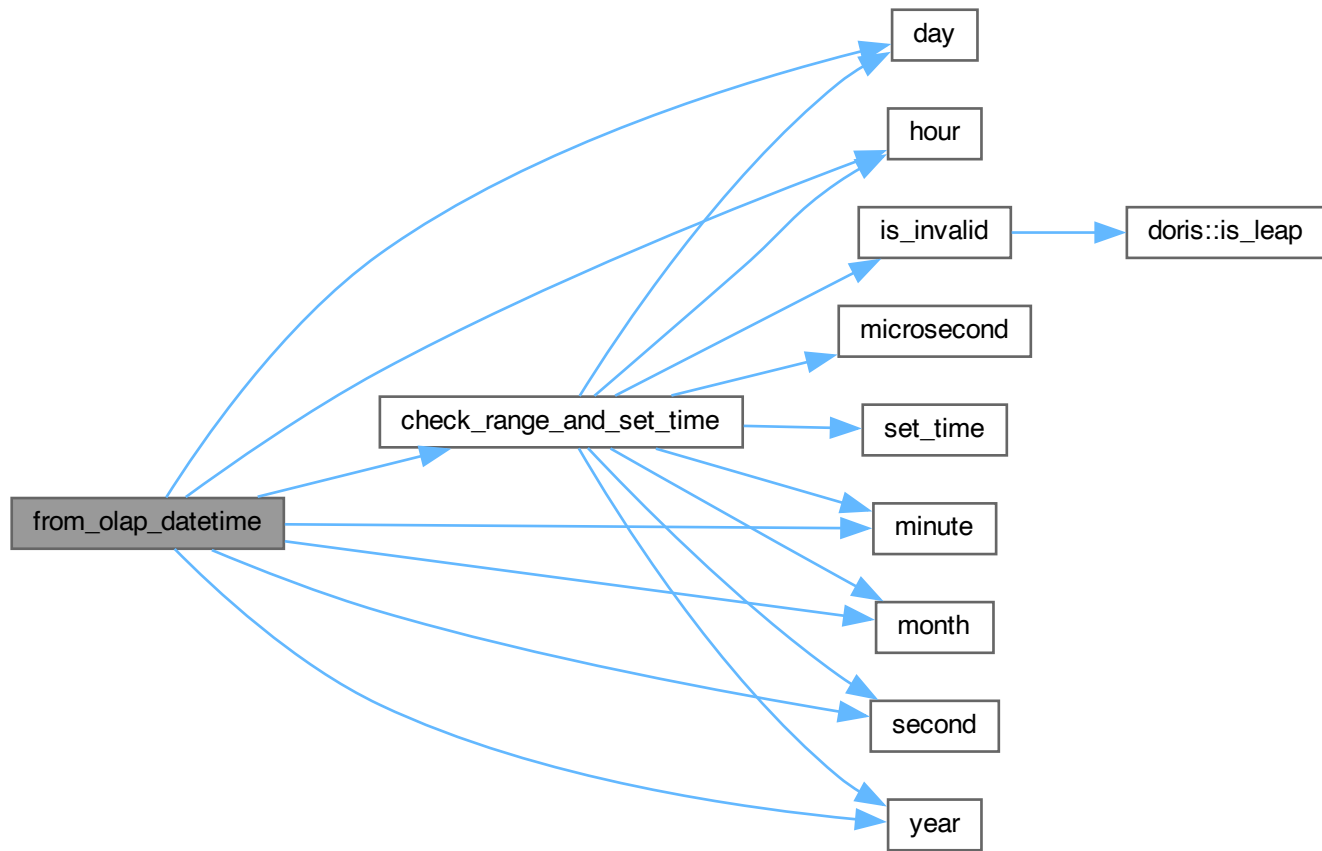 day
hour
is_invalid
doris::is_leap
microsecond
check_range_and_set_time
set_time
from_olap_datetime
minute
month
second
year